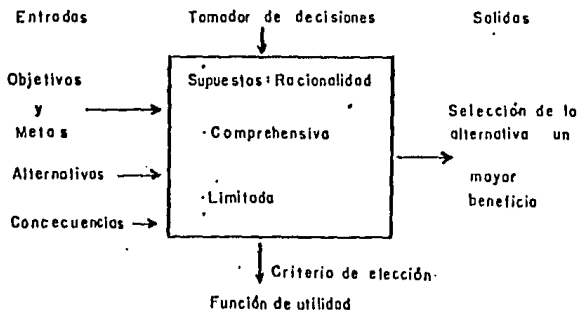 Entradas
Tomador de decisiones
Salidas
Objetivos
y
Metas
Alternativas
Concecuencias
Supuestos: Racionalidad
· Comprehensiva
· Limitada
Selección de la
alternativa un
mayor
beneficio
Criterio de elección
Función de utilidad